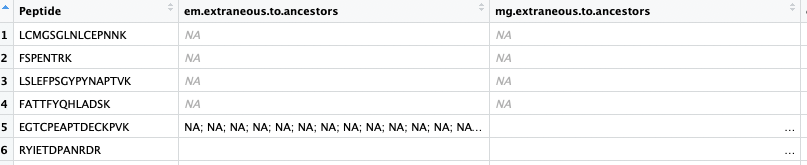 Peptide em.extraneous.to.ancestors mg.extraneous.to.ancestors
1 LCMGSGLNLCEPNNK NA NA
2 FSPENTRK NA NA
3 LSLEFPSGYPYNAPTVK NA NA
4 FATTFYQHLADSK NA NA
5 EGTCPEAPTDECKPVK NA; NA; NA; NA; NA; NA; NA; NA; NA; NA; NA; NA; NA... ...
6 RYIETDPANRDR ...